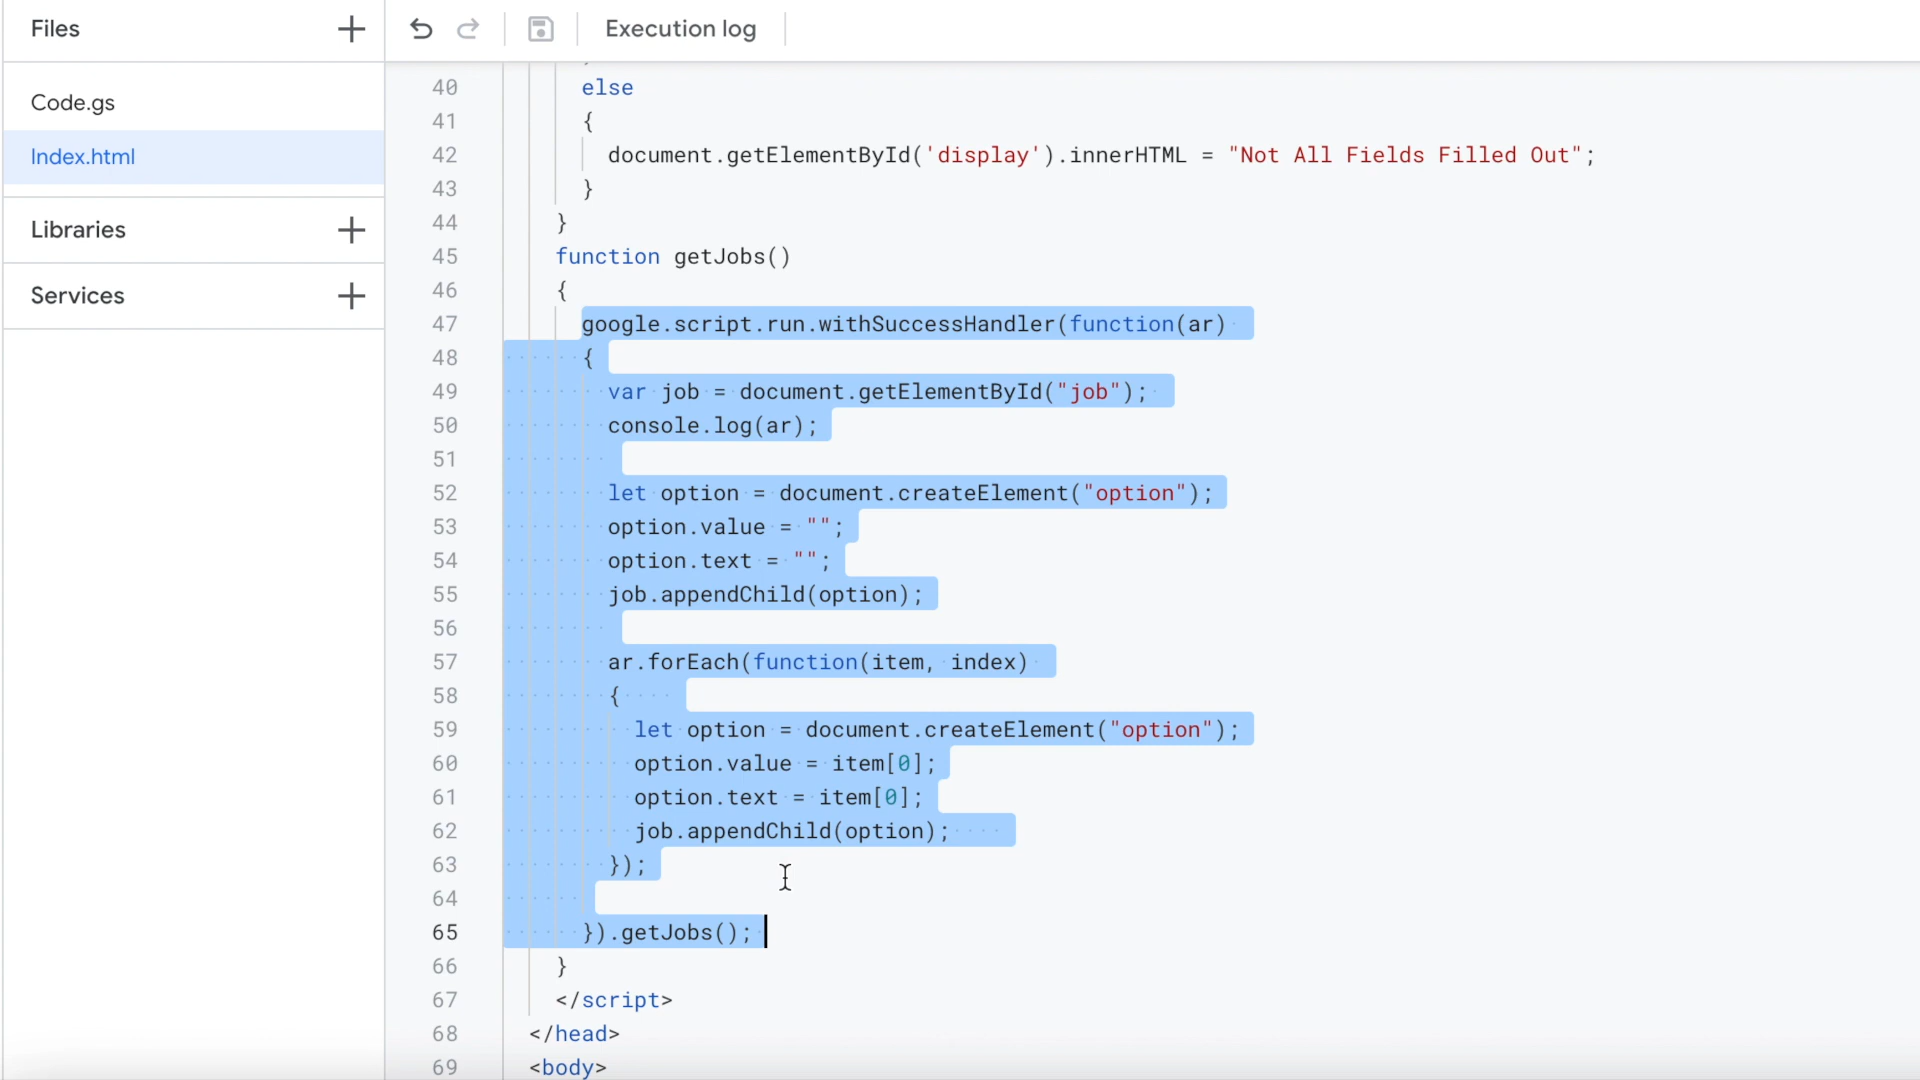 Files
Execution log
Code.gs
Index.html
Libraries
Services
40 else
41 {
42 document.getElementById('display').innerHTML = "Not All Fields Filled Out";
43 }
44 }
45 function getJobs()
46 {
47 google.script.run.withSuccessHandler(function(ar)
48 {
49 var job = document.getElementById("job");
50 console.log(ar);
51
52 let option = document.createElement("option");
53 option.value = "";
54 option.text = "";
55 job.appendChild(option);
56
57 ar.forEach(function(item, index)
58 {
59 let option = document.createElement("option");
60 option.value = item[0];
61 option.text = item[0];
62 job.appendChild(option);
63 });
64
65 }).getJobs();
66 }
67 </script>
68 </head>
69 <body>